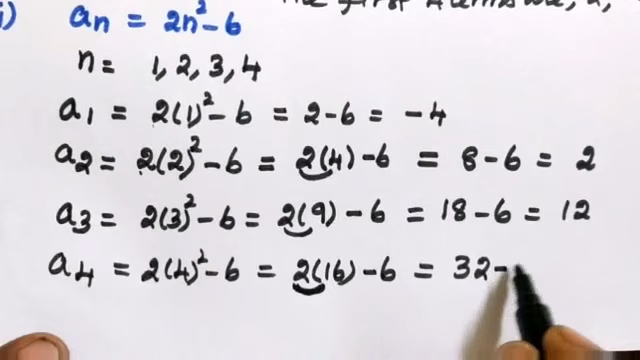 i) aₙ = 2n² - 6
n = 1, 2, 3, 4
a₁ = 2(1)² - 6 = 2 - 6 = -4
a₂ = 2(2)² - 6 = 2(4) - 6 = 8 - 6 = 2
a₃ = 2(3)² - 6 = 2(9) - 6 = 18 - 6 = 12
a₄ = 2(4)² - 6 = 2(16) - 6 = 32 -